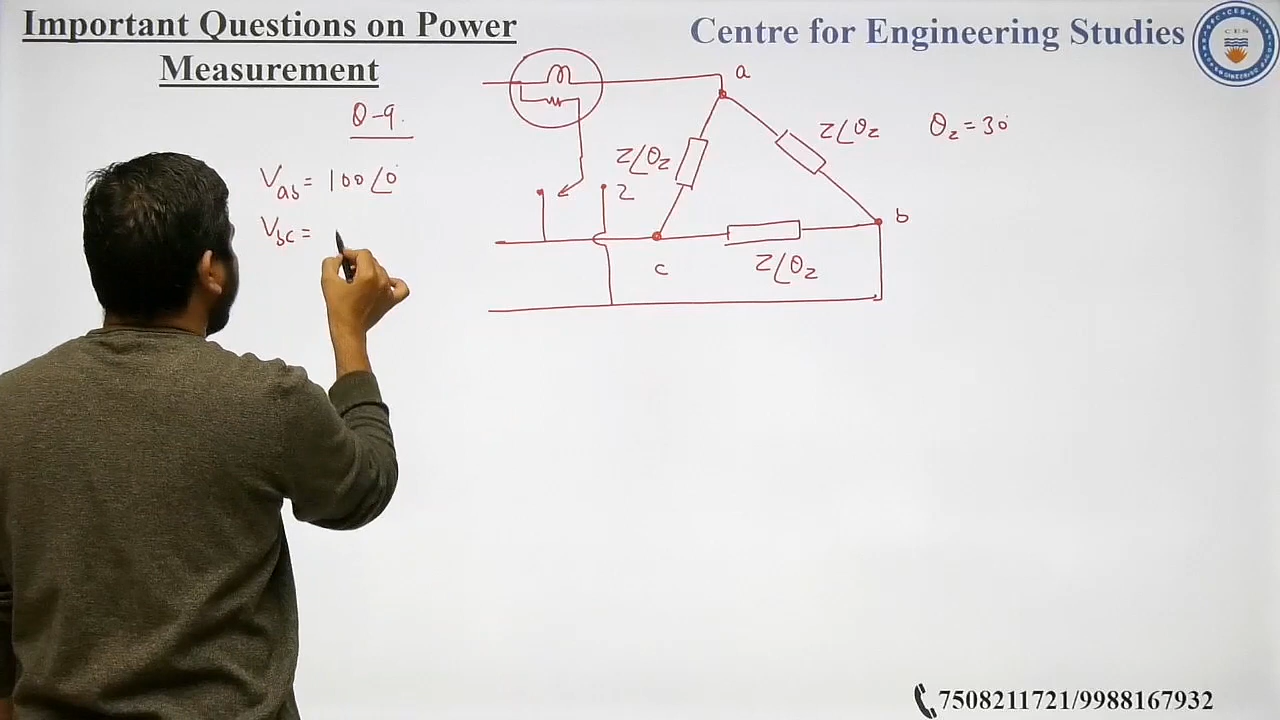 Important Questions on Power
Measurement
Centre for Engineering Studies
CES
Q-9.
Vab = 100∠0°
Vbc =
a
Z∠θz
Z∠θz
θz = 30°
2
b
c
Z∠θz
7508211721/9988167932